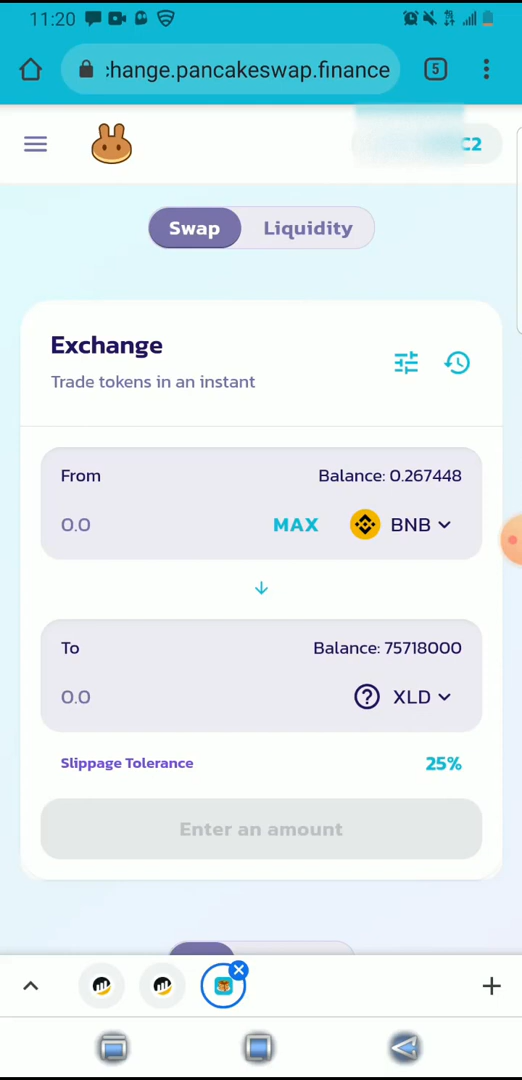 11:20
:hange.pancakeswap.finance
5
C2
Swap
Liquidity
Exchange
Trade tokens in an instant
From
Balance: 0.267448
0.0
MAX
BNB
To
Balance: 75718000
0.0
XLD
Slippage Tolerance
25%
Enter an amount